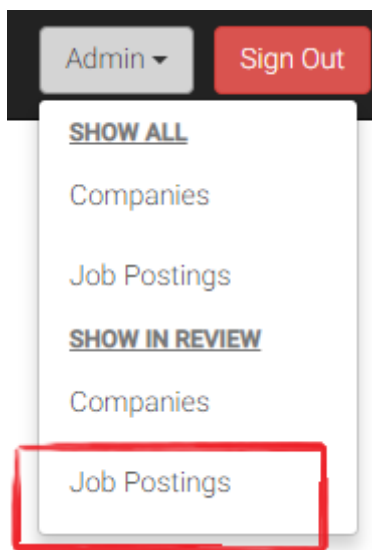 Admin Sign Out
SHOW ALL
Companies
Job Postings
SHOW IN REVIEW
Companies
Job Postings